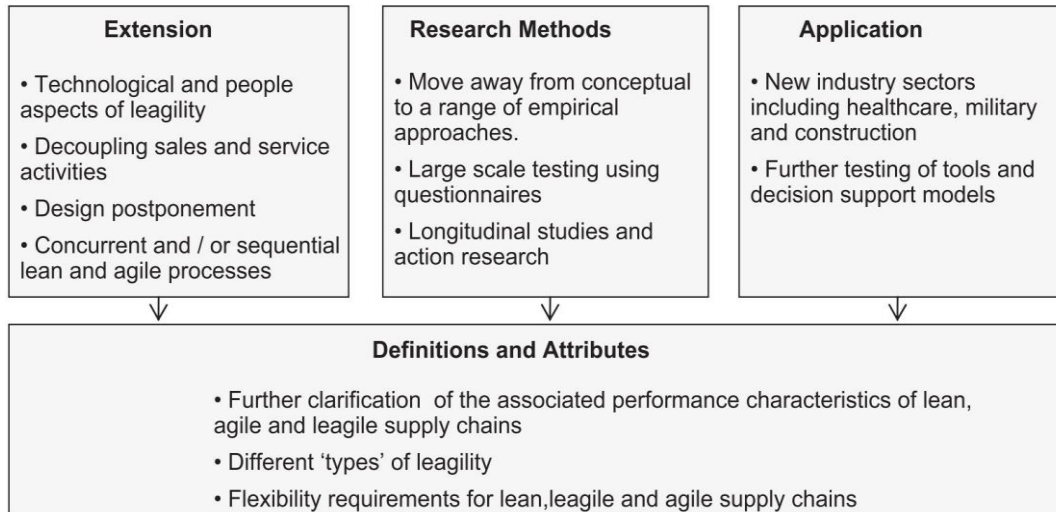 Extension
• Technological and people
aspects of leagility
• Decoupling sales and service
activities
• Design postponement
• Concurrent and / or sequential
lean and agile processes
Research Methods
• Move away from conceptual
to a range of empirical
approaches.
• Large scale testing using
questionnaires
• Longitudinal studies and
action research
Application
• New industry sectors
including healthcare, military
and construction
• Further testing of tools and
decision support models
Definitions and Attributes
• Further clarification  of the associated performance characteristics of lean,
agile and leagile supply chains
• Different ‘types’ of leagility
• Flexibility requirements for lean,leagile and agile supply chains